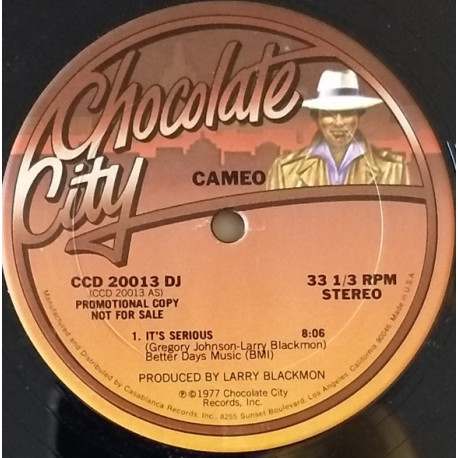 Chocolate
City
CAMEO
CCD 20013 DJ
(CCD 20013 AS)
PROMOTIONAL COPY
NOT FOR SALE
33 1/3 RPM
STEREO
1. IT'S SERIOUS 8:06
(Gregory Johnson-Larry Blackmon)
Better Days Music (BMI)
PRODUCED BY LARRY BLACKMON
℗©1977 Chocolate City
Records, Inc.
Manufactured and Distributed by Casablanca Records, Inc., 8255 Sunset Boulevard, Los Angeles, California 90046. Made in U.S.A.